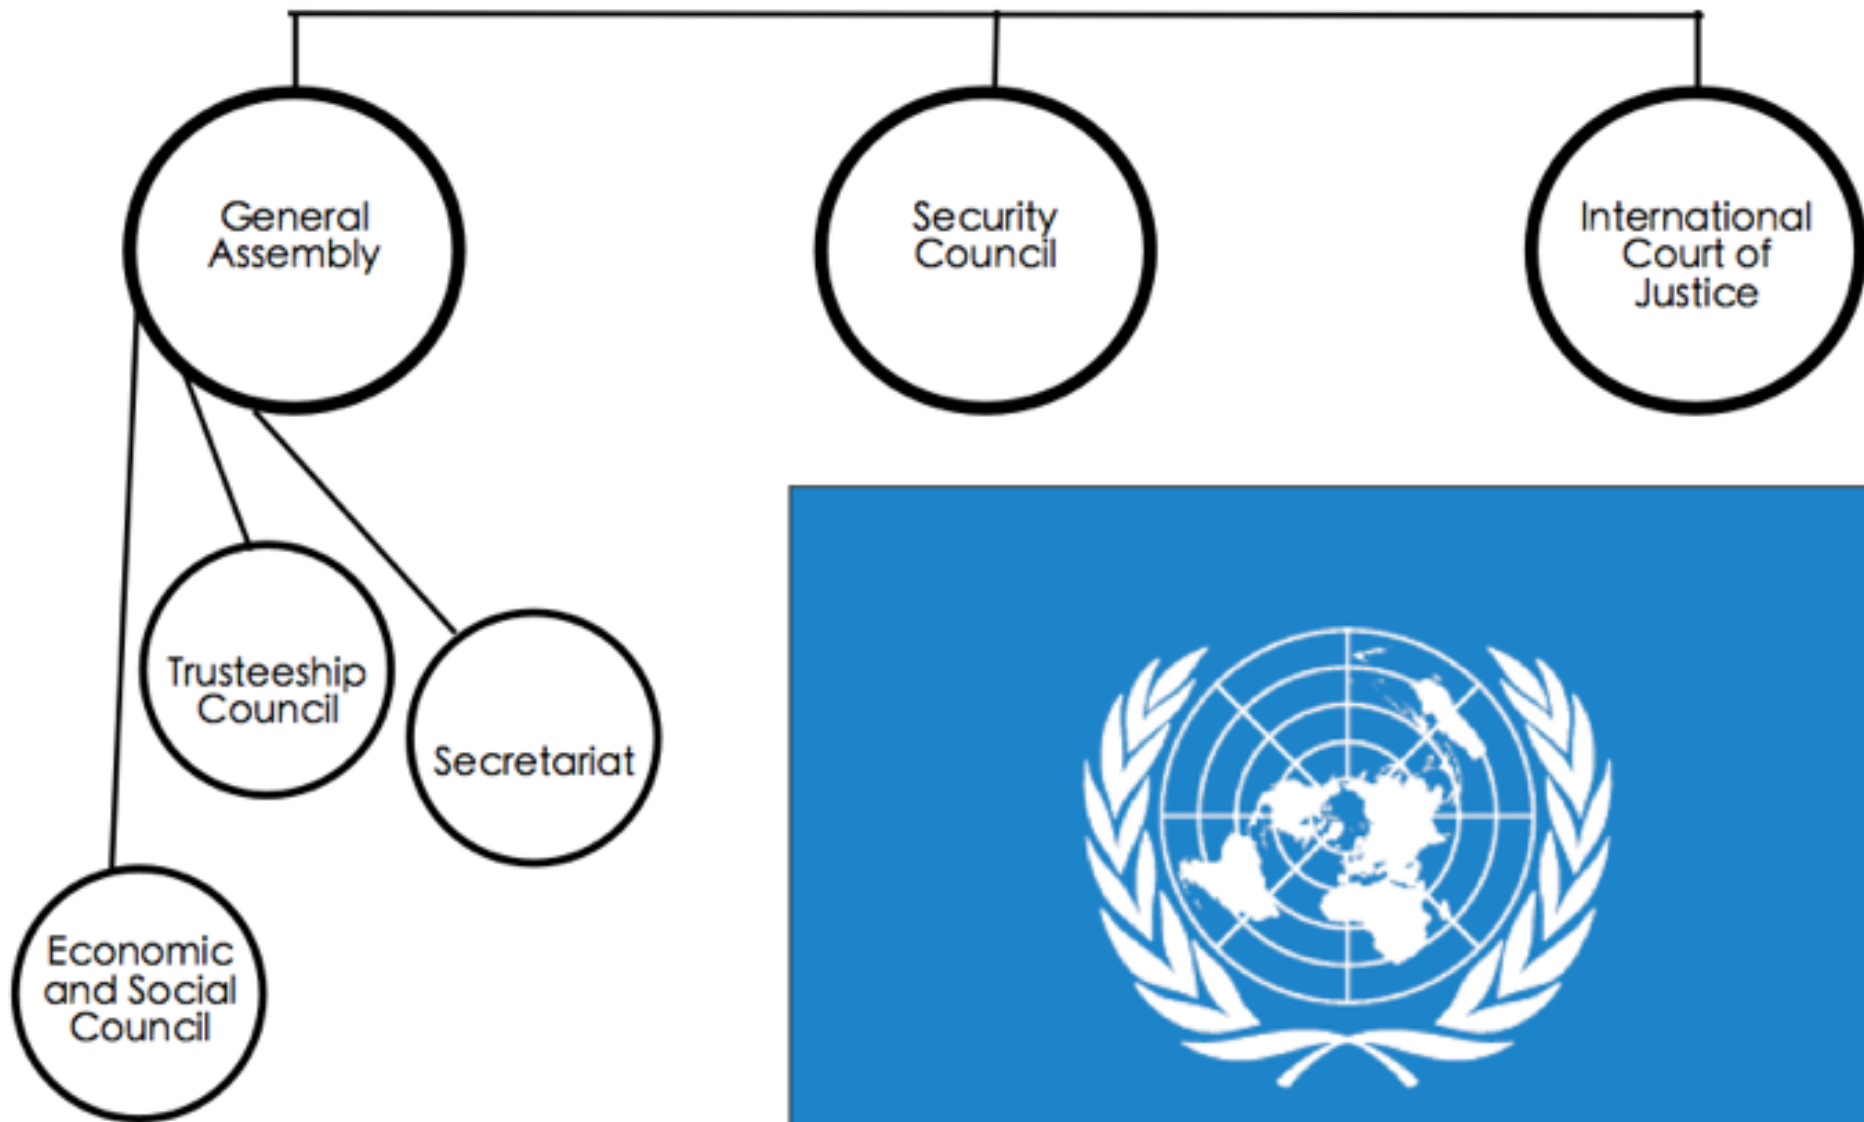 General
Assembly
Security
Council
International
Court of
Justice
Trusteeship
Council
Secretariat
Economic
and Social
Council